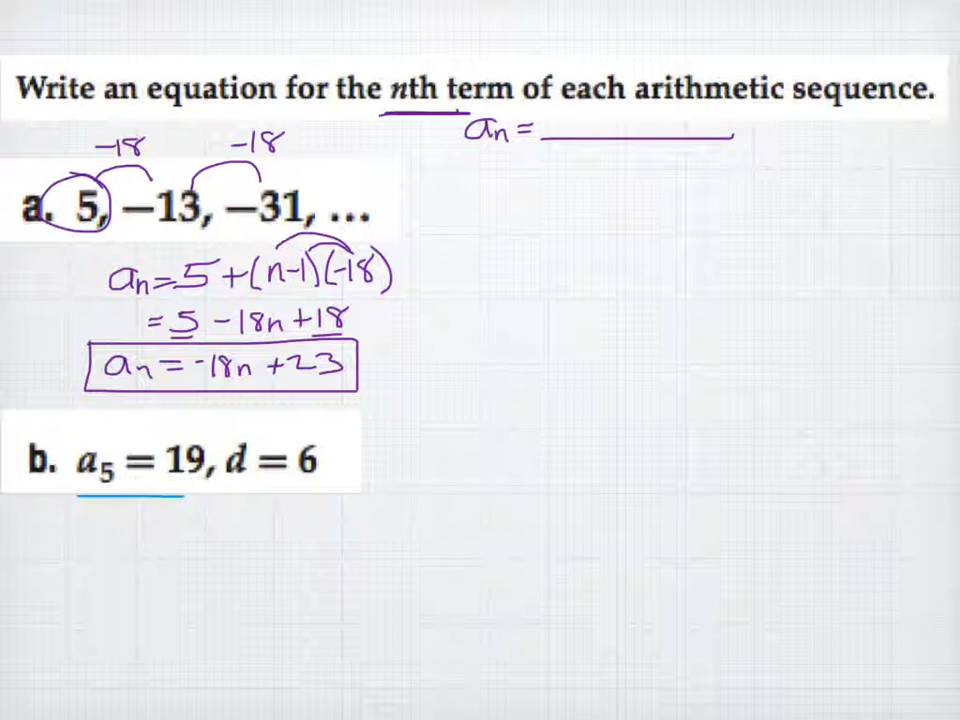 Write an equation for the nth term of each arithmetic sequence.
an = 
-18 -18
a. 5, −13, −31, ...
an = 5 + (n-1)(-18)
= 5 - 18n + 18
an = -18n + 23
b. a5 = 19, d = 6